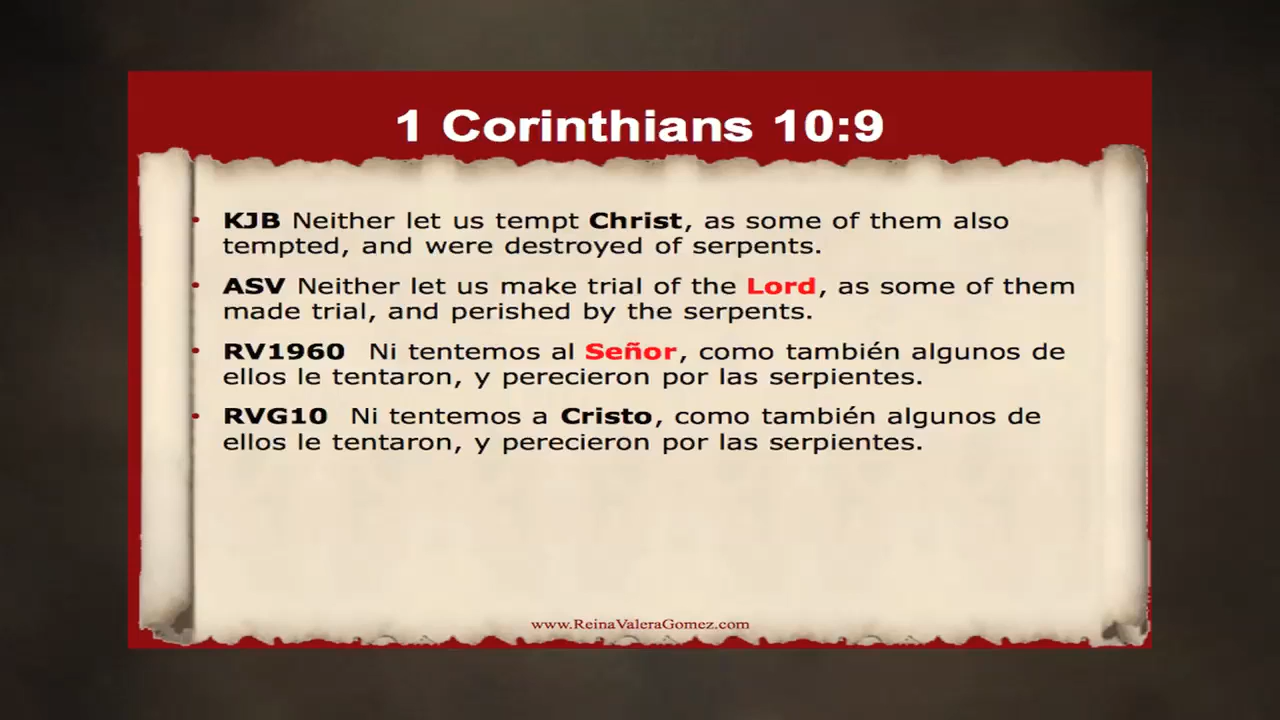 1 Corinthians 10:9
• KJB Neither let us tempt Christ, as some of them also
tempted, and were destroyed of serpents.
• ASV Neither let us make trial of the Lord, as some of them
made trial, and perished by the serpents.
• RV1960 Ni tentemos al Señor, como también algunos de
ellos le tentaron, y perecieron por las serpientes.
• RVG10 Ni tentemos a Cristo, como también algunos de
ellos le tentaron, y perecieron por las serpientes.
www.ReinaValeraGomez.com